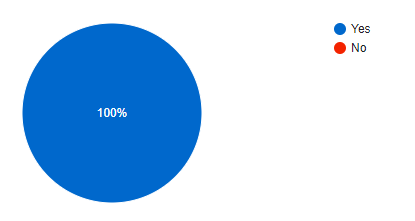 Yes
No
100%